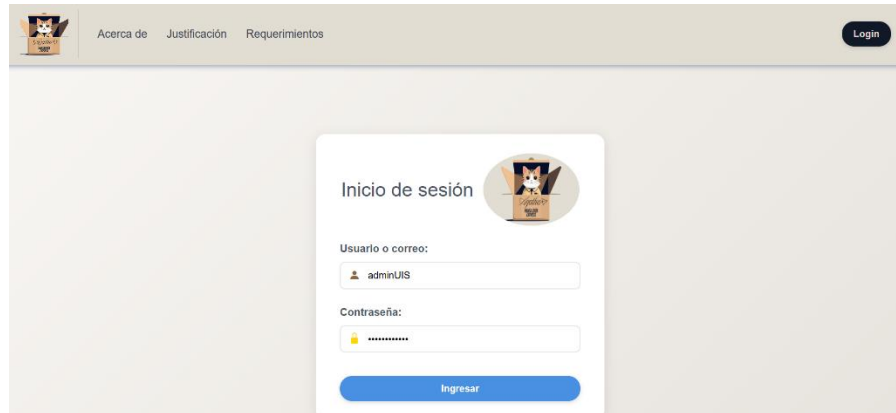 Acerca de Justificación Requerimientos Login
Inicio de sesión
Usuario o correo:
adminUIS
Contraseña:
••••••••••••
Ingresar